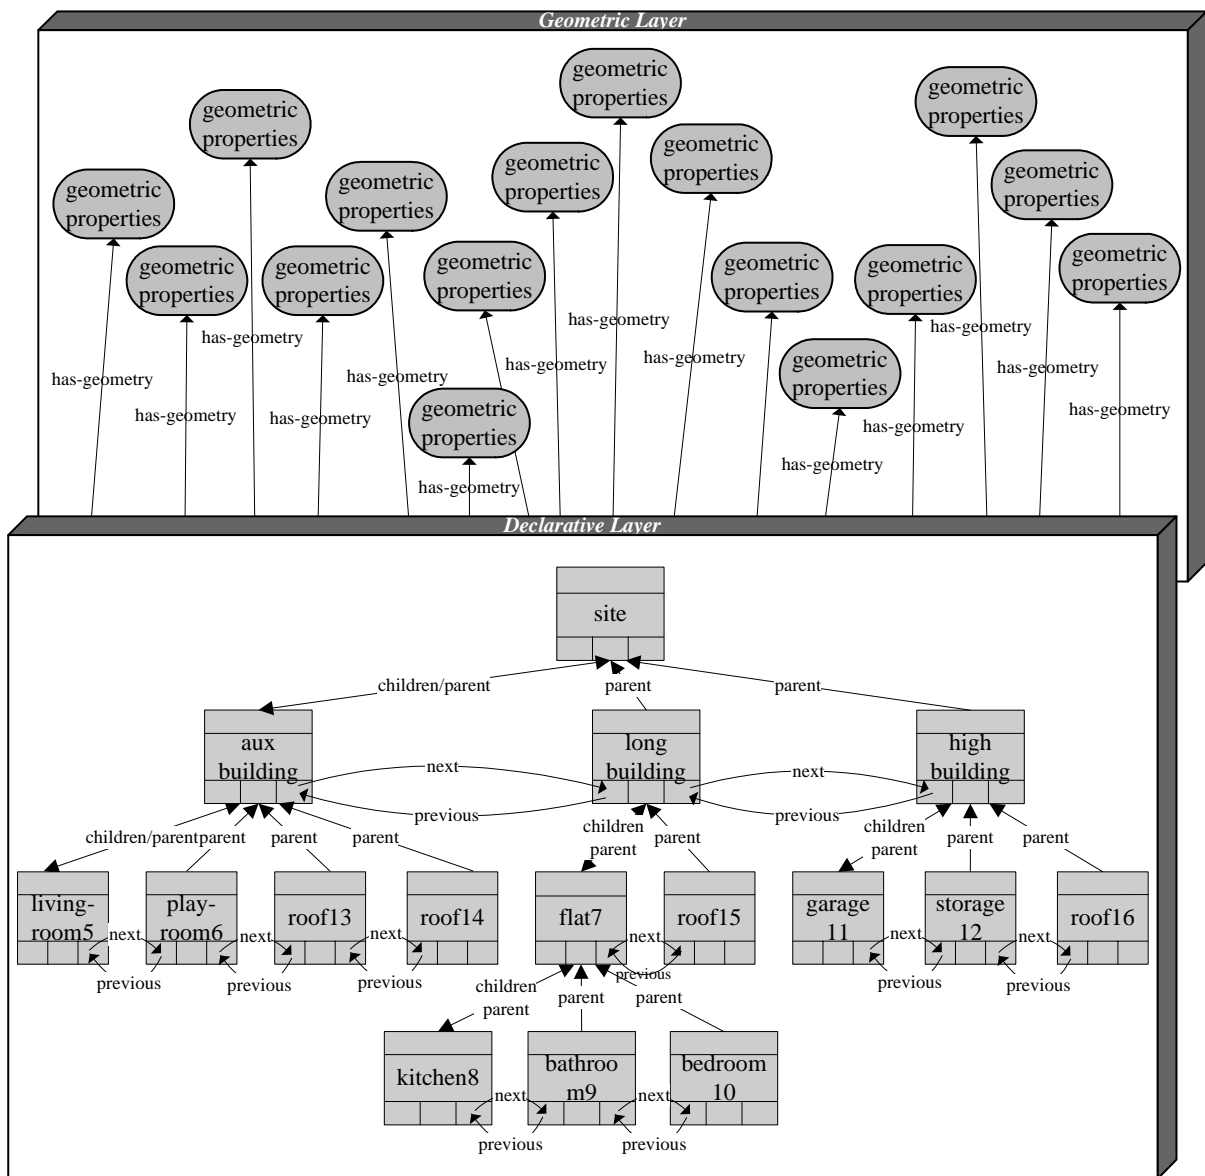 Geometric Layer
geometric
properties
geometric
properties
geometric
properties
geometric
properties
geometric
properties
geometric
properties
geometric
properties
geometric
properties
geometric
properties
geometric
properties
geometric
properties
geometric
properties
geometric
properties
geometric
properties
geometric
properties
geometric
properties
has-geometry
has-geometry
has-geometry
has-geometry
has-geometry
has-geometry
has-geometry
has-geometry
has-geometry
has-geometry
has-geometry
has-geometry
has-geometry
has-geometry
Declarative Layer
site
children/parent
parent
parent
aux
building
long
building
high
building
next
next
previous
previous
children/parent
parent
parent
parent
children
parent
parent
children
parent
parent
parent
living-
room5
play-
room6
roof13
roof14
flat7
roof15
garage
11
storage
12
roof16
next
next
next
next
next
next
previous
previous
previous
previous
previous
previous
children
parent
parent
parent
kitchen8
bathroo
m9
bedroom
10
next
next
previous
previous